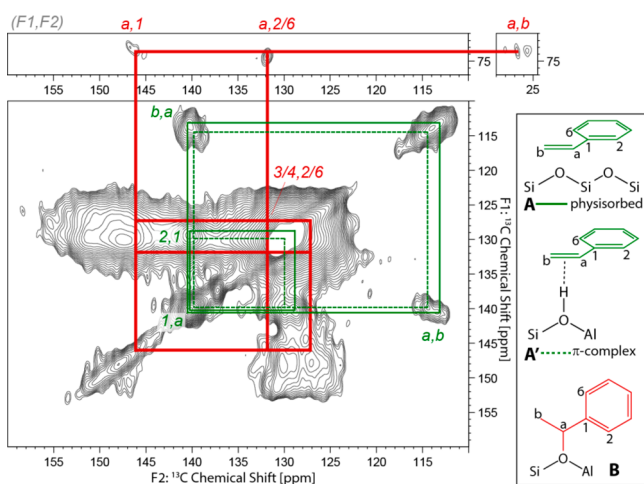 (F1,F2)
a,1
a,2/6
a,b
75
75
150
145
140
135
130
125
120
115
25
b,a
3/4,2/6
2,1
1,a
a,b
115
120
125
130
135
140
145
150
155
F1: ¹³C Chemical Shift [ppm]
155
150
145
140
135
130
125
120
115
F2: ¹³C Chemical Shift [ppm]
6
b
a
1
2
O
O
Si
Si
Si
A
physisorbed
6
b
a
1
2
H
O
Si
Al
A’
π-complex
6
b
a
1
2
O
Si
Al
B